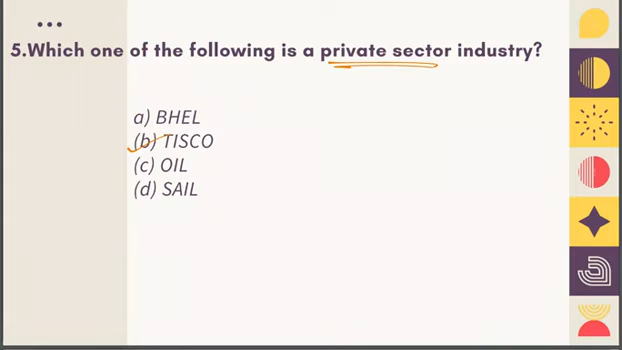 5.Which one of the following is a private sector industry?
a) BHEL
(b) TISCO
(c) OIL
(d) SAIL